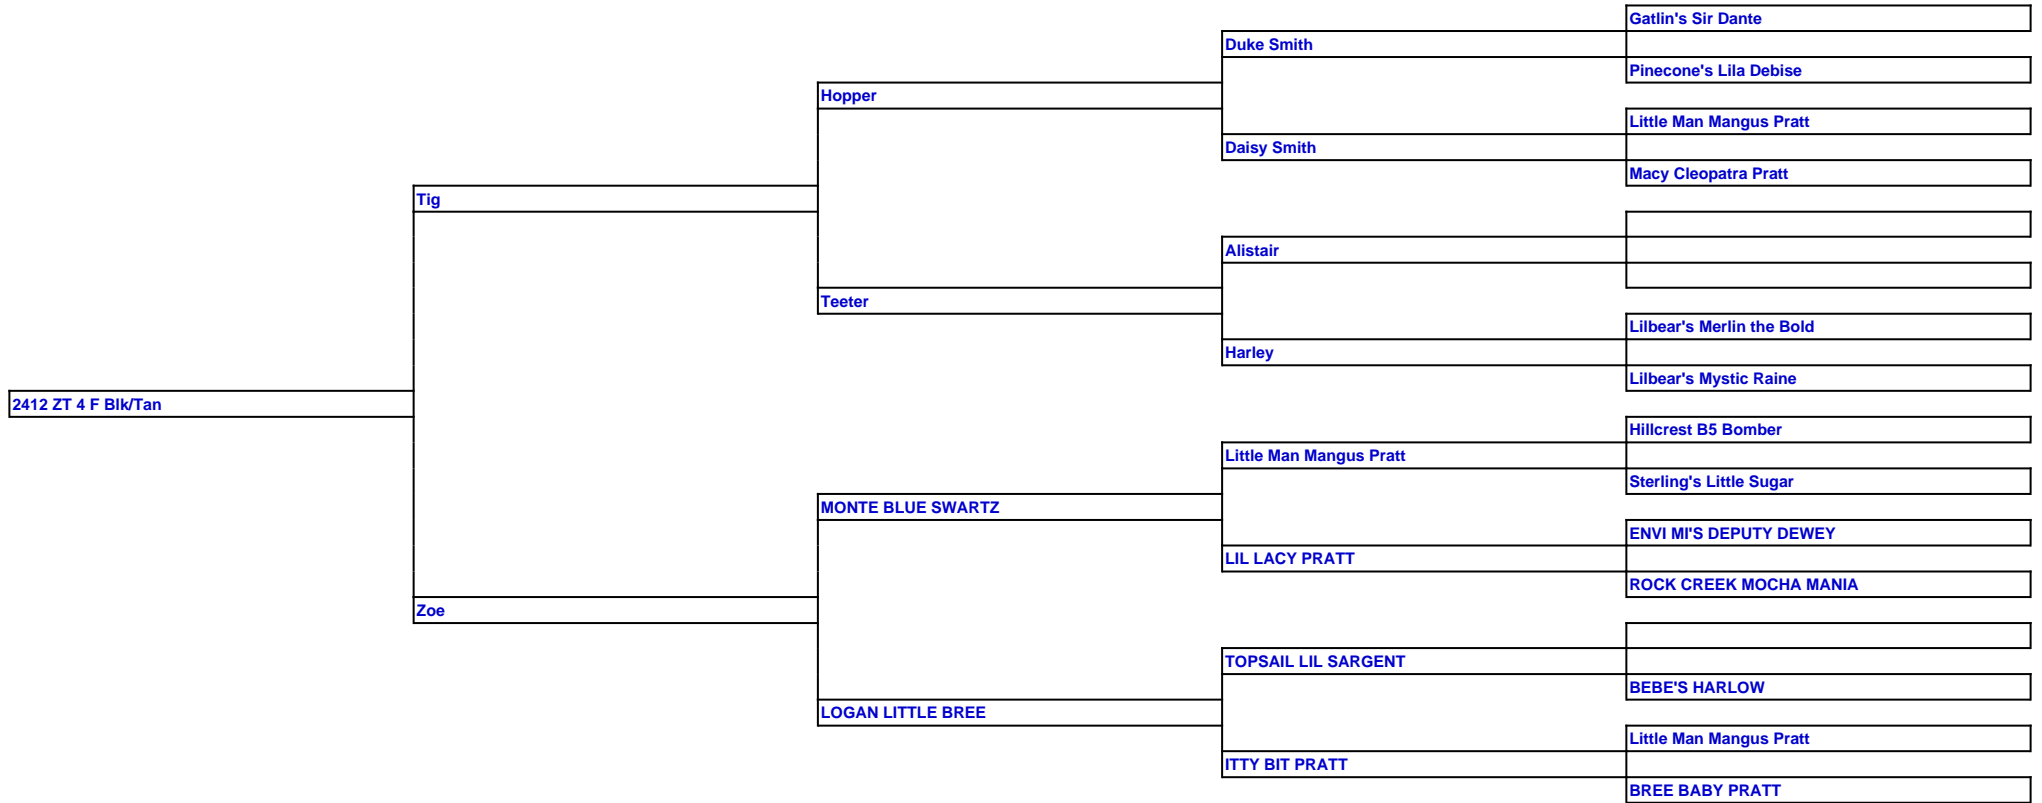 Gatlin's Sir Dante
Duke Smith
Pinecone's Lila Debise
Hopper
Little Man Mangus Pratt
Daisy Smith
Macy Cleopatra Pratt
Tig
Alistair
Teeter
Lilbear's Merlin the Bold
Harley
Lilbear's Mystic Raine
2412 ZT 4 F Blk/Tan
Hillcrest B5 Bomber
Little Man Mangus Pratt
Sterling's Little Sugar
MONTE BLUE SWARTZ
ENVI MI'S DEPUTY DEWEY
LIL LACY PRATT
ROCK CREEK MOCHA MANIA
Zoe
TOPSAIL LIL SARGENT
BEBE'S HARLOW
LOGAN LITTLE BREE
Little Man Mangus Pratt
ITTY BIT PRATT
BREE BABY PRATT